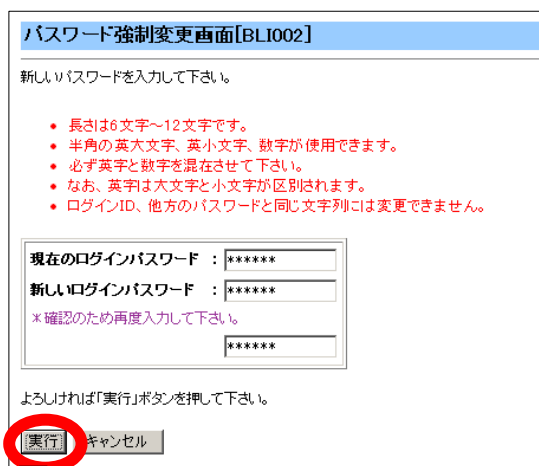 パスワード強制変更画面[BLI002]
新しいパスワードを入力して下さい。
• 長さは6文字～12文字です。
• 半角の英大文字、英小文字、数字が使用できます。
• 必ず英字と数字を混在させて下さい。
• なお、英字は大文字と小文字が区別されます。
• ログインID、他方のパスワードと同じ文字列には変更できません。
現在のログインパスワード : ******
新しいログインパスワード : ******
*確認のため再度入力して下さい。
******
よろしければ「実行」ボタンを押して下さい。
実行 キャンセル